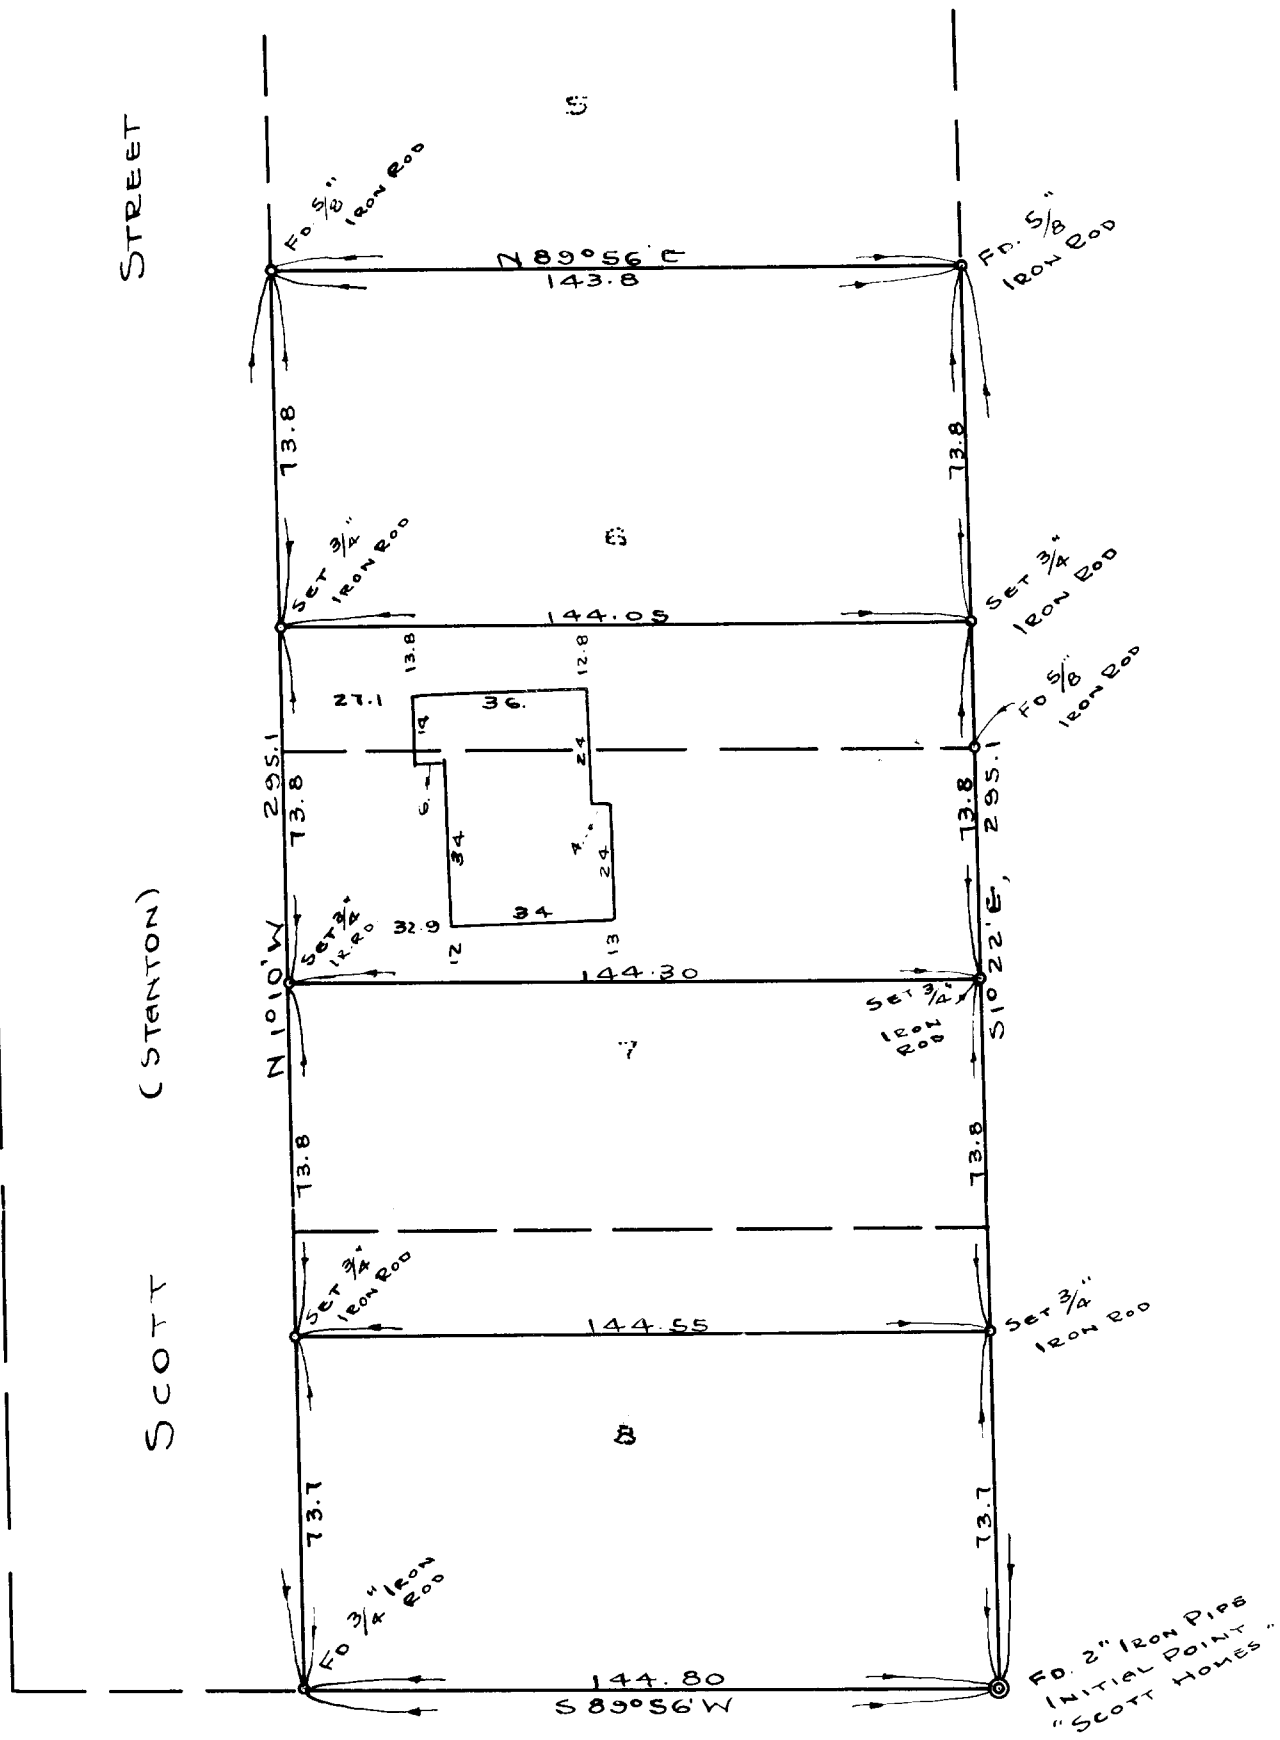 STREET
5
FD. 5/8"
IRON ROD
FD. 5/8"
IRON ROD
N 89°56' E
143.8
73.8
73.8
6
SET 3/4"
IRON ROD
SET 3/4"
IRON ROD
144.05
13.8
12.8
27.1
36.
FD 5/8"
IRON ROD
14
24
295.1
73.8
6.
73.8
295.1
34
4
24
34
32.9
12
13
(STANTON)
N 1°10' W
SET 3/4"
IR. RD
S 1° 22' E,
144.30
SET 3/4"
IRON
ROD
7
73.8
73.8
SCOTT
SET 3/4"
IRON ROD
SET 3/4"
IRON ROD
144.55
8
73.7
73.7
FD 3/4" IRON
ROD
144.80
S 89°56' W
FD. 2" IRON PIPE
INITIAL POINT
"SCOTT HOMES"